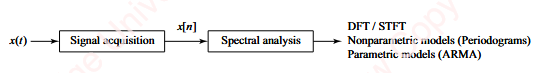 x[n]
DFT / STFT
x(t) Signal acquisition Spectral analysis Nonparametric models (Periodograms)
Parametric models (ARMA)